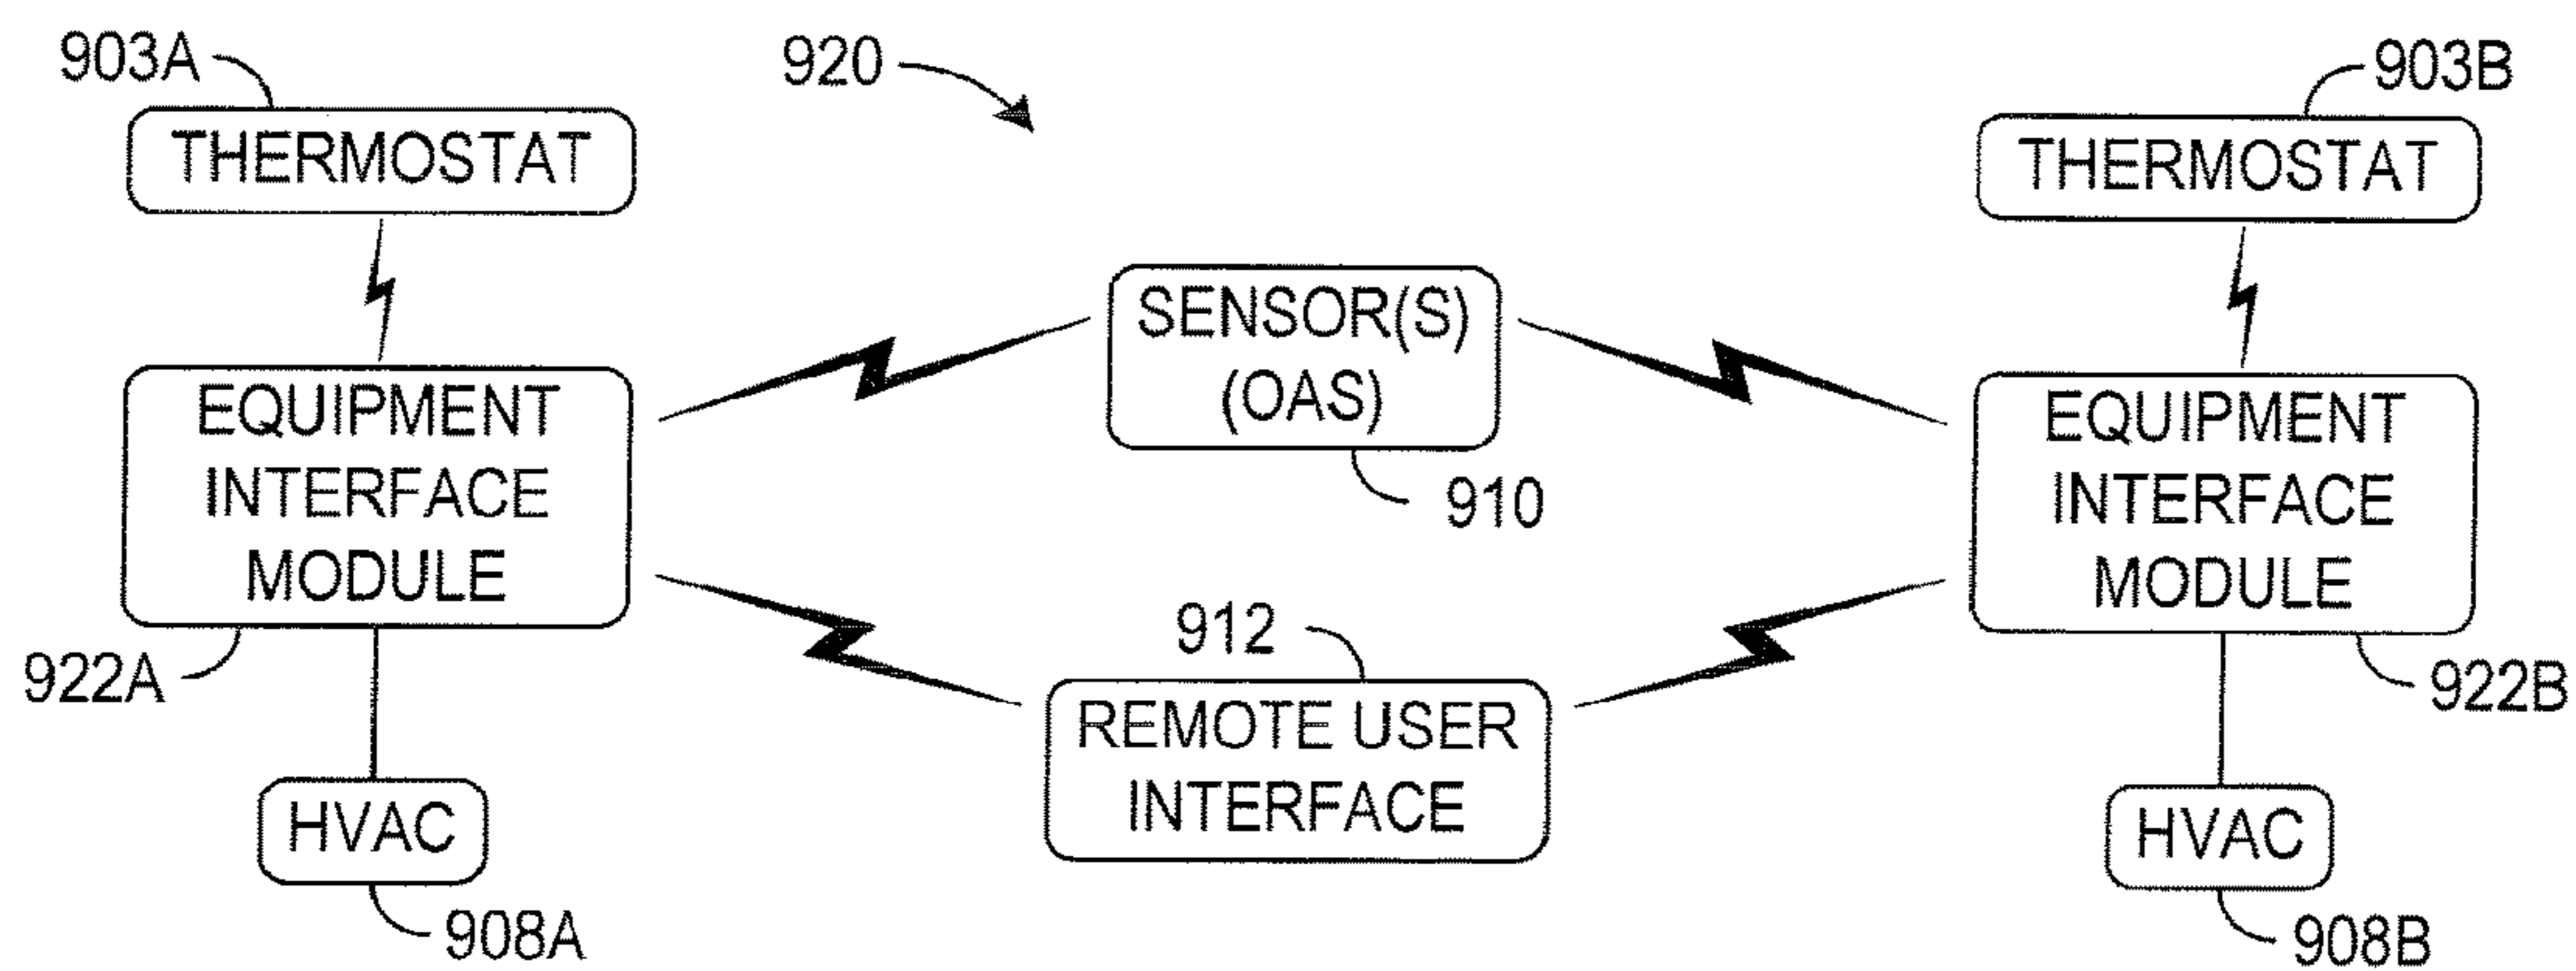 903A
920
903B
THERMOSTAT
THERMOSTAT
SENSOR(S)
(OAS)
910
EQUIPMENT
INTERFACE
MODULE
EQUIPMENT
INTERFACE
MODULE
922A
912
922B
REMOTE USER
INTERFACE
HVAC
HVAC
908A
908B